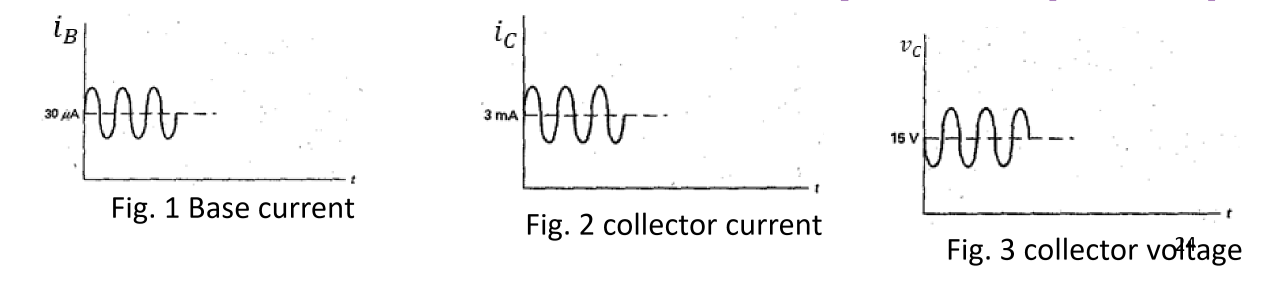 i_B
30 μA
t
Fig. 1 Base current
i_C
3 mA
t
Fig. 2 collector current
v_C
15 V
t
Fig. 3 collector voltage
24